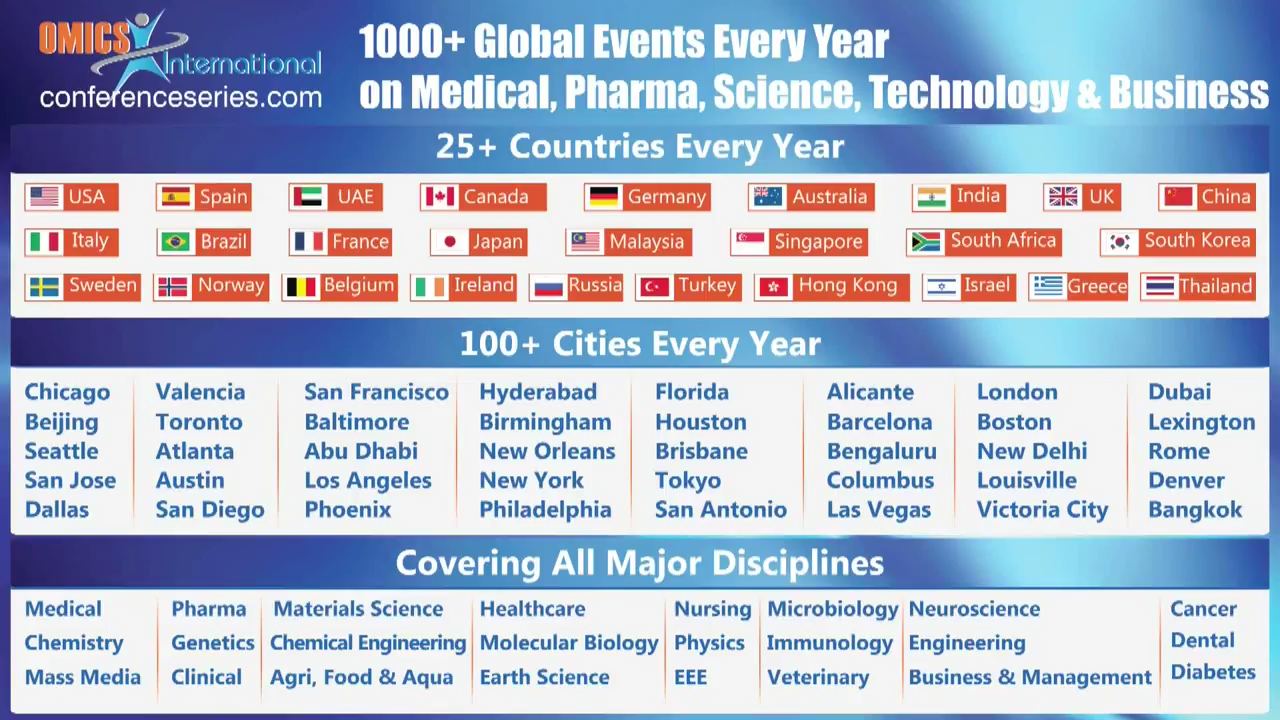 OMICS International
conferenceseries.com
1000+ Global Events Every Year
on Medical, Pharma, Science, Technology & Business
25+ Countries Every Year
USA Spain UAE Canada Germany Australia India UK China
Italy Brazil France Japan Malaysia Singapore South Africa South Korea
Sweden Norway Belgium Ireland Russia Turkey Hong Kong Israel Greece Thailand
100+ Cities Every Year
Chicago Valencia San Francisco Hyderabad Florida Alicante London Dubai
Beijing Toronto Baltimore Birmingham Houston Barcelona Boston Lexington
Seattle Atlanta Abu Dhabi New Orleans Brisbane Bengaluru New Delhi Rome
San Jose Austin Los Angeles New York Tokyo Columbus Louisville Denver
Dallas San Diego Phoenix Philadelphia San Antonio Las Vegas Victoria City Bangkok
Covering All Major Disciplines
Medical Pharma Materials Science Healthcare Nursing Microbiology Neuroscience Cancer
Chemistry Genetics Chemical Engineering Molecular Biology Physics Immunology Engineering Dental
Mass Media Clinical Agri, Food & Aqua Earth Science EEE Veterinary Business & Management Diabetes